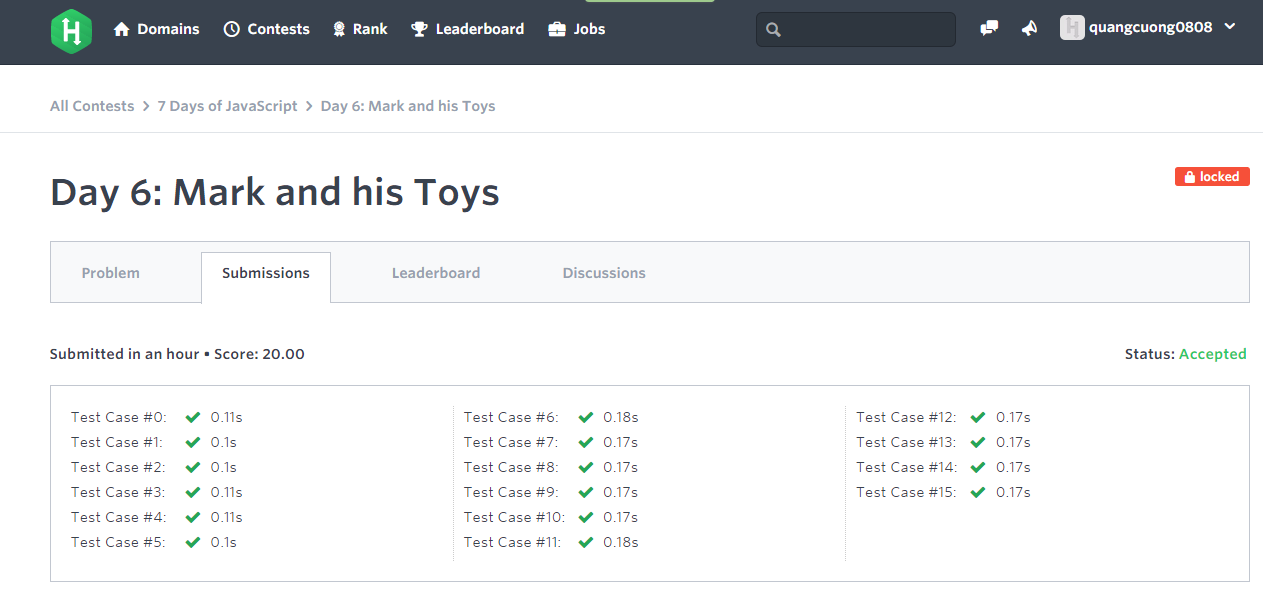 H Domains Contests Rank Leaderboard Jobs quangcuong0808
All Contests > 7 Days of JavaScript > Day 6: Mark and his Toys
Day 6: Mark and his Toys locked
Problem Submissions Leaderboard Discussions
Submitted in an hour • Score: 20.00 Status: Accepted
Test Case #0: ✔ 0.11s
Test Case #1: ✔ 0.1s
Test Case #2: ✔ 0.1s
Test Case #3: ✔ 0.11s
Test Case #4: ✔ 0.11s
Test Case #5: ✔ 0.1s
Test Case #6: ✔ 0.18s
Test Case #7: ✔ 0.17s
Test Case #8: ✔ 0.17s
Test Case #9: ✔ 0.17s
Test Case #10: ✔ 0.17s
Test Case #11: ✔ 0.18s
Test Case #12: ✔ 0.17s
Test Case #13: ✔ 0.17s
Test Case #14: ✔ 0.17s
Test Case #15: ✔ 0.17s